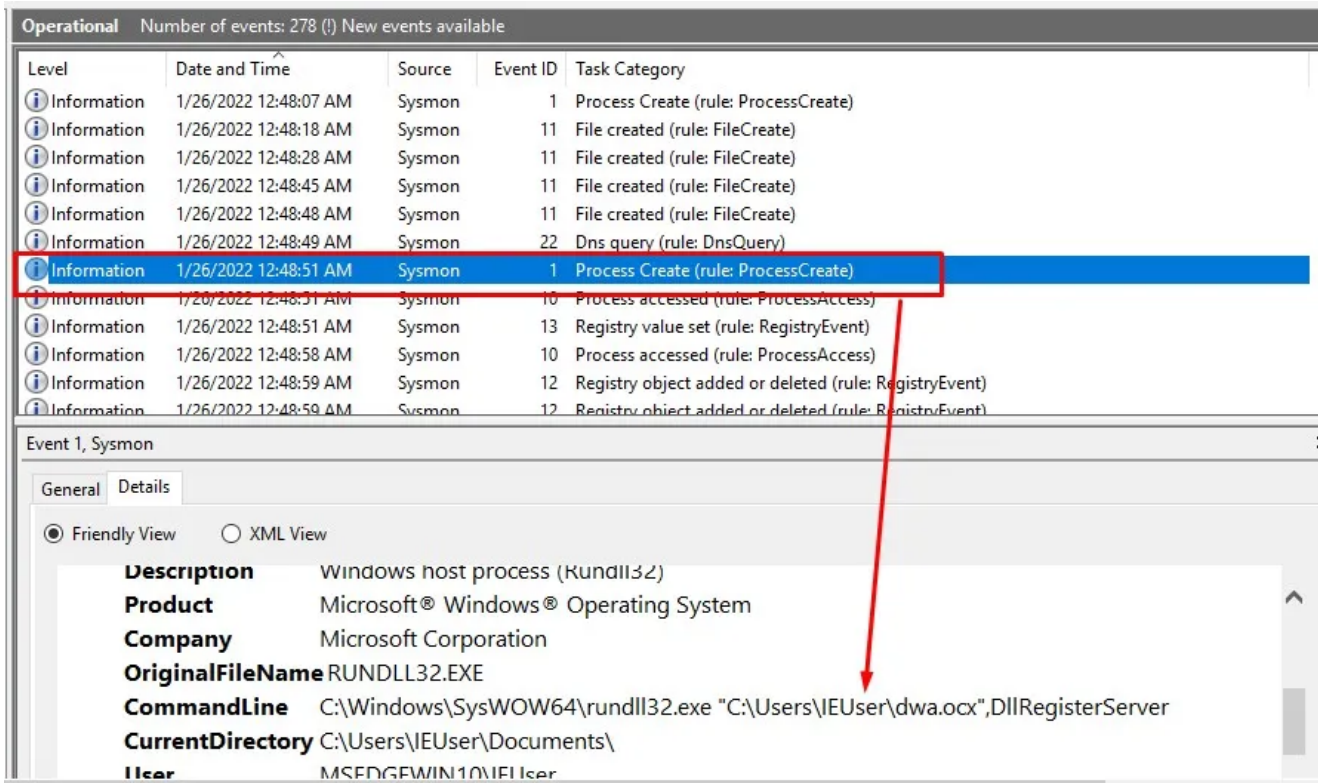 Operational Number of events: 278 (!) New events available
Level Date and Time Source Event ID Task Category
Information 1/26/2022 12:48:07 AM Sysmon 1 Process Create (rule: ProcessCreate)
Information 1/26/2022 12:48:18 AM Sysmon 11 File created (rule: FileCreate)
Information 1/26/2022 12:48:28 AM Sysmon 11 File created (rule: FileCreate)
Information 1/26/2022 12:48:45 AM Sysmon 11 File created (rule: FileCreate)
Information 1/26/2022 12:48:48 AM Sysmon 11 File created (rule: FileCreate)
Information 1/26/2022 12:48:49 AM Sysmon 22 Dns query (rule: DnsQuery)
Information 1/26/2022 12:48:51 AM Sysmon 1 Process Create (rule: ProcessCreate)
Information 1/26/2022 12:48:51 AM Sysmon 10 Process accessed (rule: ProcessAccess)
Information 1/26/2022 12:48:51 AM Sysmon 13 Registry value set (rule: RegistryEvent)
Information 1/26/2022 12:48:58 AM Sysmon 10 Process accessed (rule: ProcessAccess)
Information 1/26/2022 12:48:59 AM Sysmon 12 Registry object added or deleted (rule: RegistryEvent)
Information 1/26/2022 12:48:59 AM Sysmon 12 Registry object added or deleted (rule: RegistryEvent)
Event 1, Sysmon
General Details
Friendly View XML View
Description Windows host process (Rundll32)
Product Microsoft® Windows® Operating System
Company Microsoft Corporation
OriginalFileName RUNDLL32.EXE
CommandLine C:\Windows\SysWOW64\rundll32.exe "C:\Users\IEUser\dwa.ocx",DllRegisterServer
CurrentDirectory C:\Users\IEUser\Documents\
User MSEDGEWIN10\IEUser